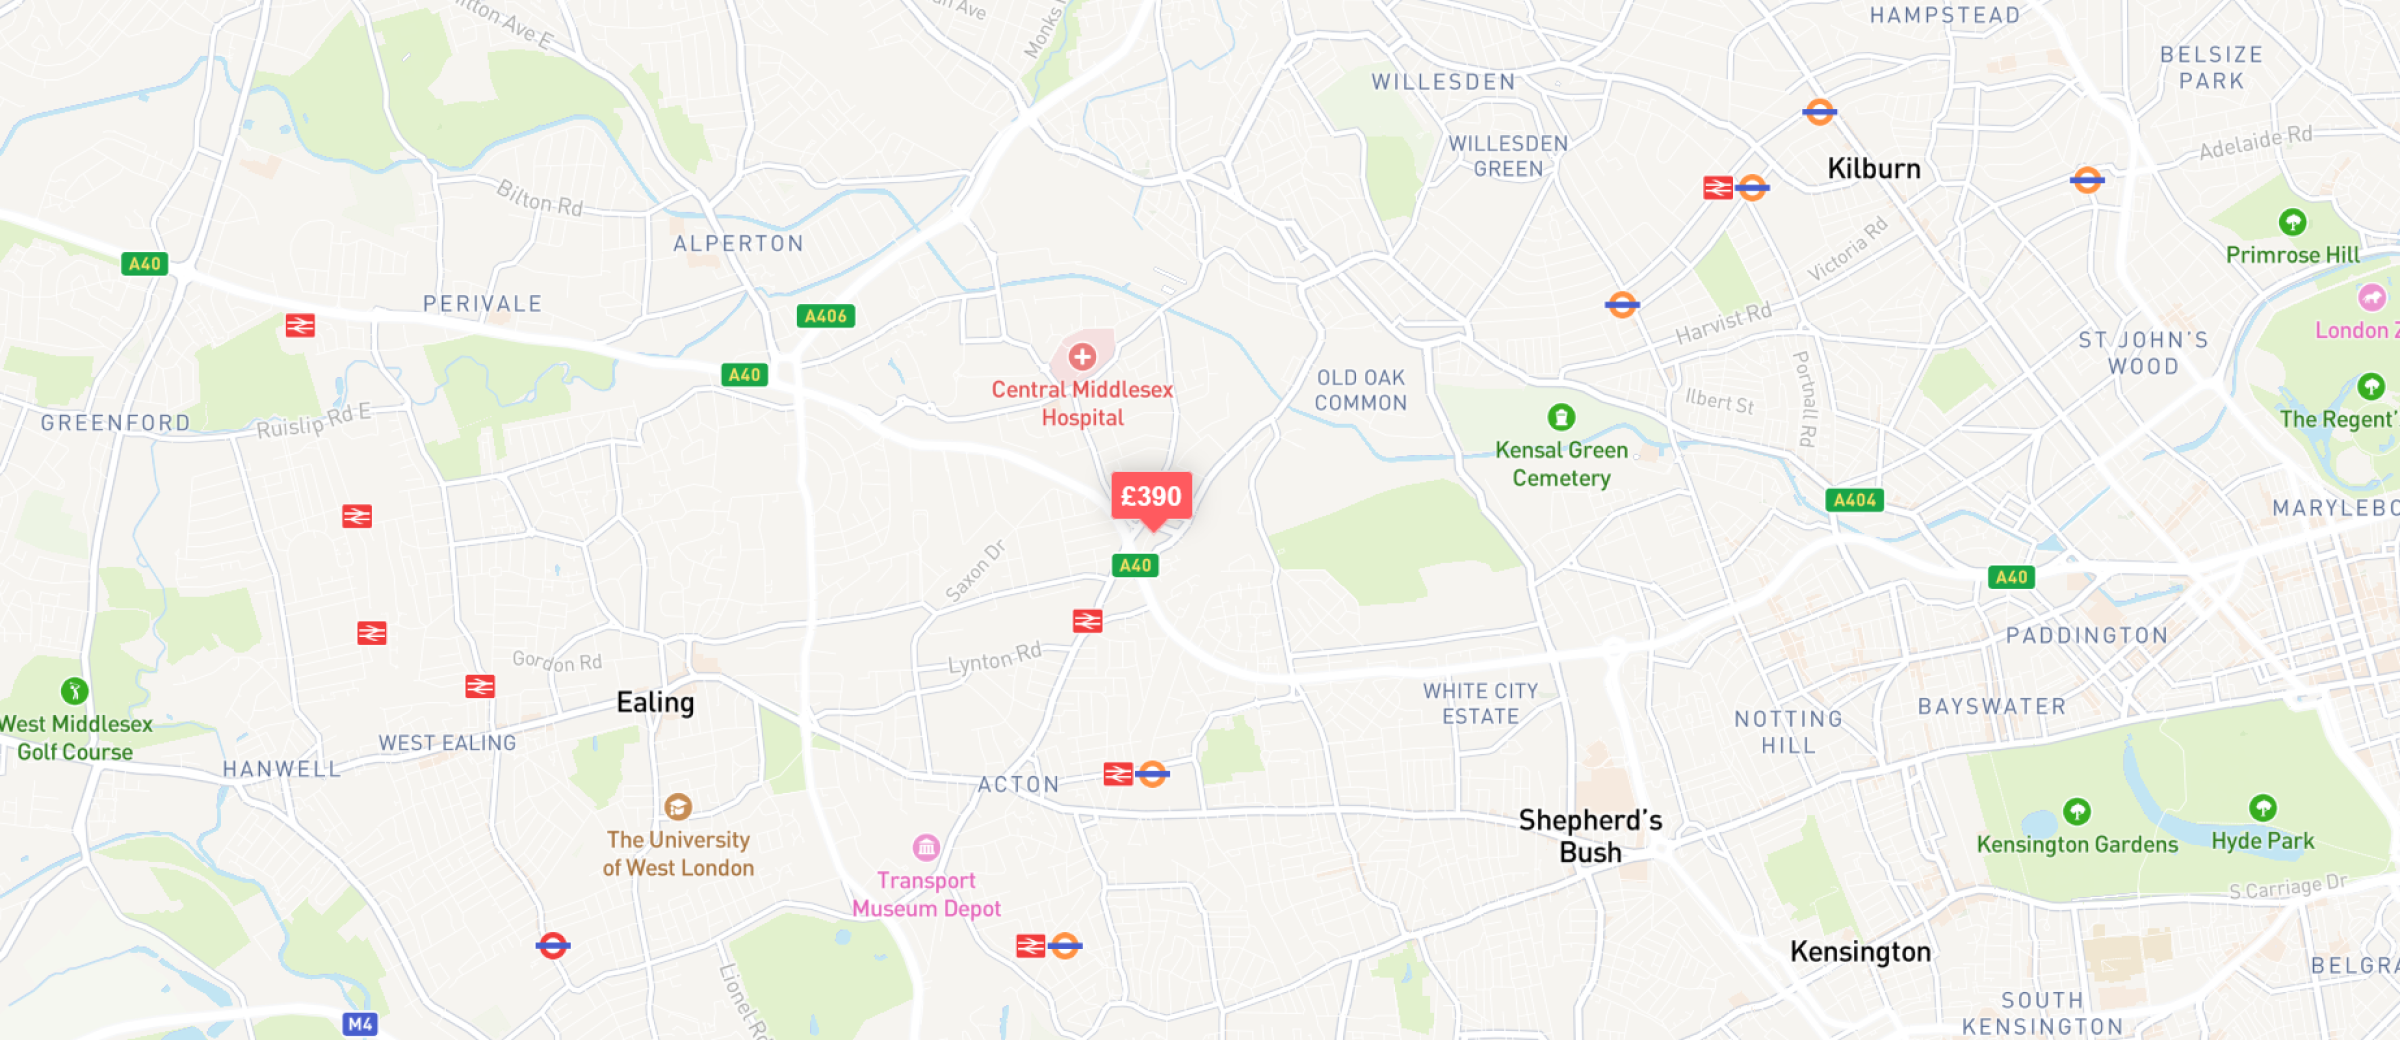 HAMPSTEAD
BELSIZE
PARK
WILLESDEN
WILLESDEN
GREEN
Kilburn
Adelaide Rd
Bilton Rd
ALPERTON
Victoria Rd
Primrose Hill
A40
PERIVALE
A406
Harvist Rd
London Z
ST JOHN'S
WOOD
A40
Central Middlesex
Hospital
OLD OAK
COMMON
Ilbert St
Portnall Rd
The Regent'
GREENFORD
Ruislip Rd E
Kensal Green
Cemetery
£390
A404
MARYLEBO
Saxon Dr
A40
A40
PADDINGTON
Gordon Rd
Lynton Rd
Ealing
WHITE CITY
ESTATE
NOTTING
HILL
BAYSWATER
West Middlesex
Golf Course
WEST EALING
HANWELL
ACTON
The University
of West London
Shepherd's
Bush
Kensington Gardens
Hyde Park
Transport
Museum Depot
S Carriage Dr
Kensington
BELGRA
Lionel Rd
SOUTH
KENSINGTON
M4